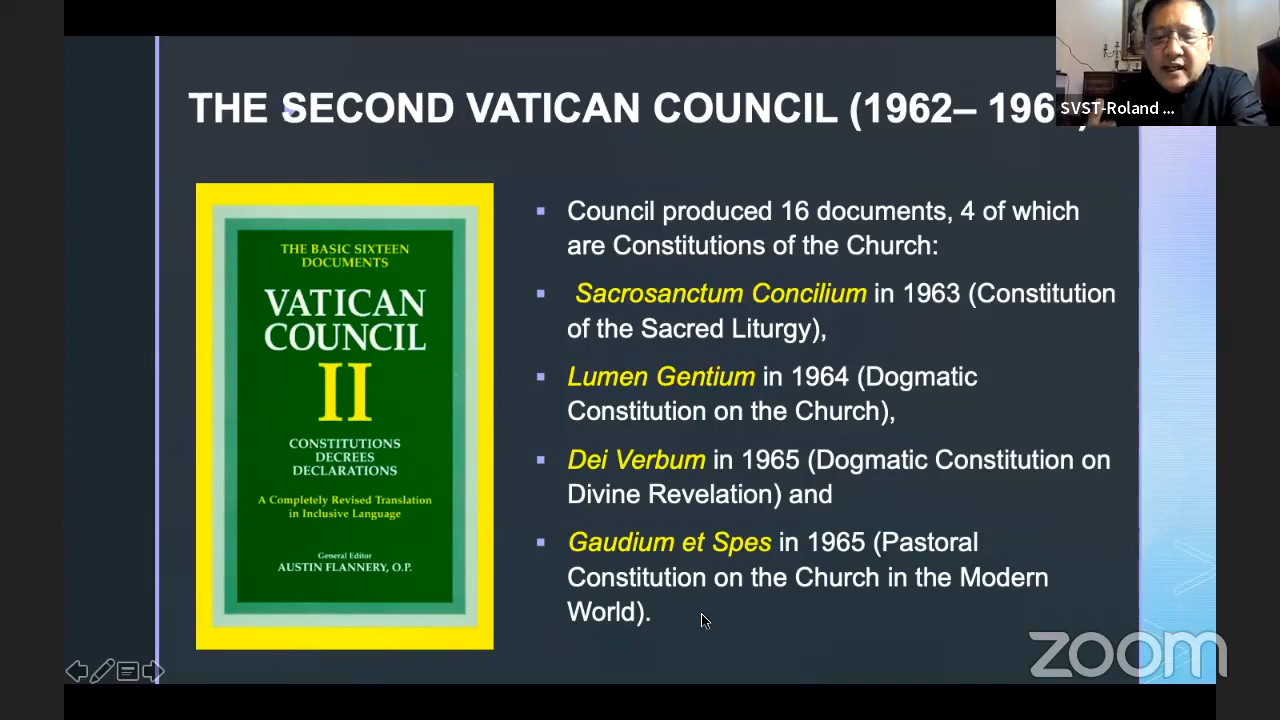 THE SECOND VATICAN COUNCIL (1962– 196
SVST-Roland ...
THE BASIC SIXTEEN
DOCUMENTS
VATICAN
COUNCIL
II
CONSTITUTIONS
DECREES
DECLARATIONS
A Completely Revised Translation
in Inclusive Language
General Editor
AUSTIN FLANNERY, O.P.
Council produced 16 documents, 4 of which
are Constitutions of the Church:
Sacrosanctum Concilium in 1963 (Constitution
of the Sacred Liturgy),
Lumen Gentium in 1964 (Dogmatic
Constitution on the Church),
Dei Verbum in 1965 (Dogmatic Constitution on
Divine Revelation) and
Gaudium et Spes in 1965 (Pastoral
Constitution on the Church in the Modern
World).
zoom